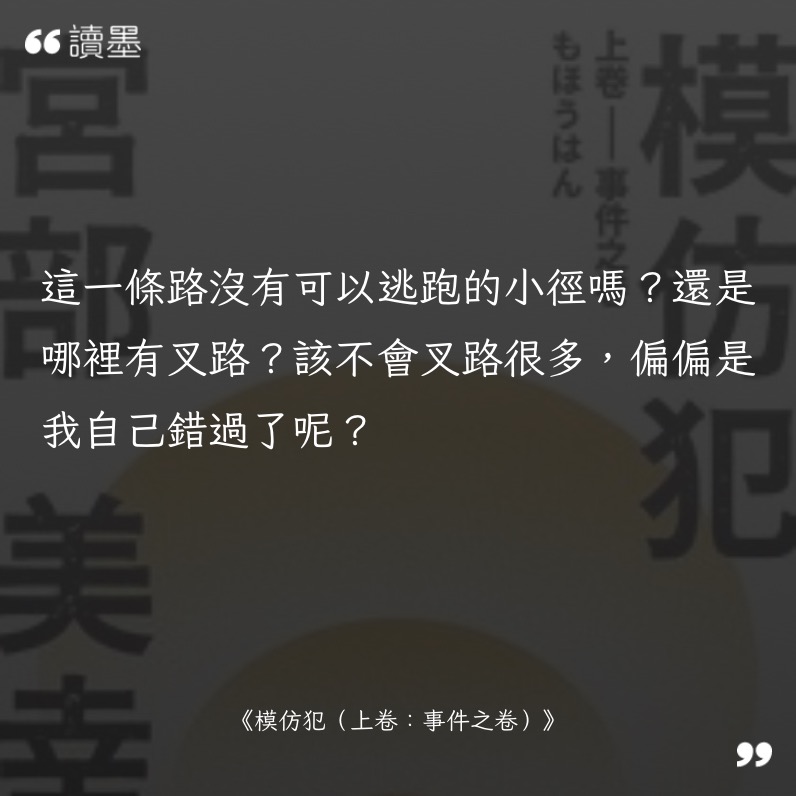 讀墨
模仿犯
上卷——事件之
もほうはん
宮部 美幸
這一條路沒有可以逃跑的小徑嗎？還是
哪裡有叉路？該不會叉路很多，偏偏是
我自己錯過了呢？
《模仿犯（上卷：事件之卷）》